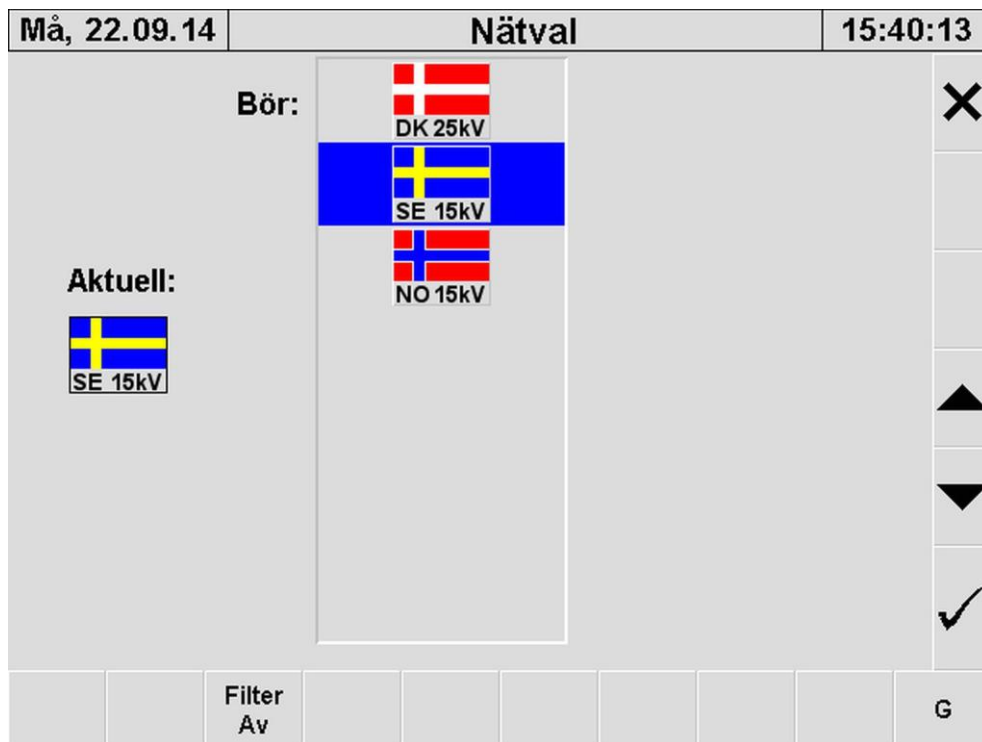 Må, 22.09.14 Nätval 15:40:13
Bör:
DK 25kV
SE 15kV
NO 15kV
Aktuell:
SE 15kV
Filter
Av
G